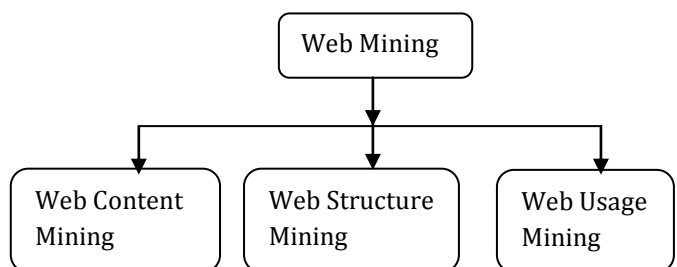 Web Mining
Web Content
Mining
Web Structure
Mining
Web Usage
Mining